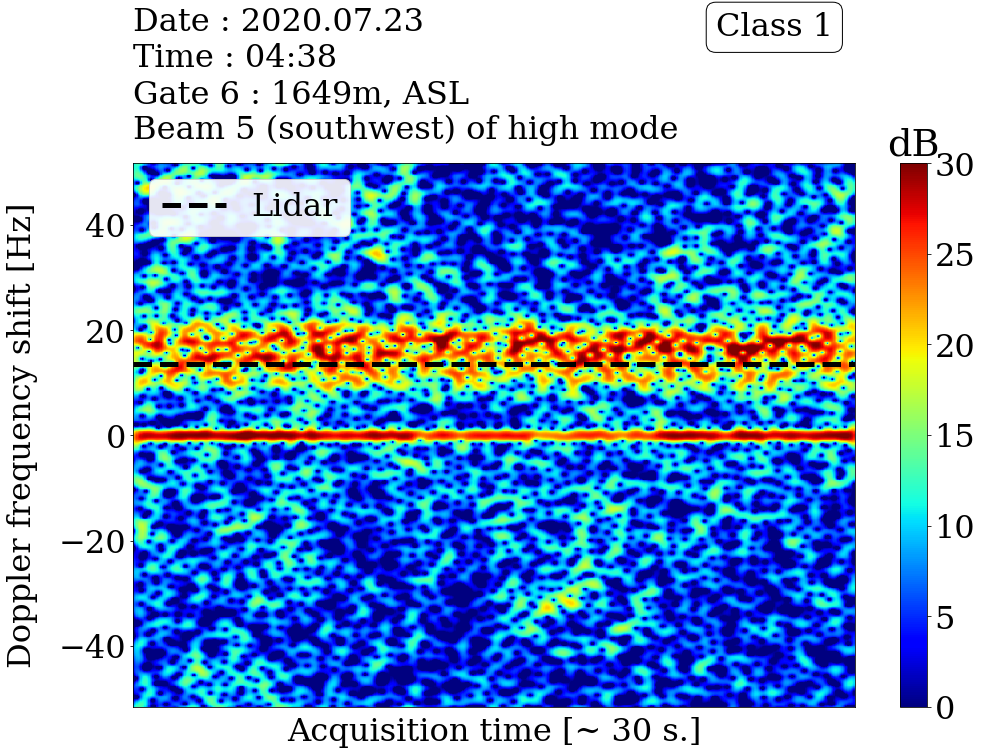 Date : 2020.07.23
Time : 04:38
Gate 6 : 1649m, ASL
Beam 5 (southwest) of high mode
Class 1
dB
Lidar
Doppler frequency shift [Hz]
40
20
0
−20
−40
Acquisition time [~ 30 s.]
30
25
20
15
10
5
0